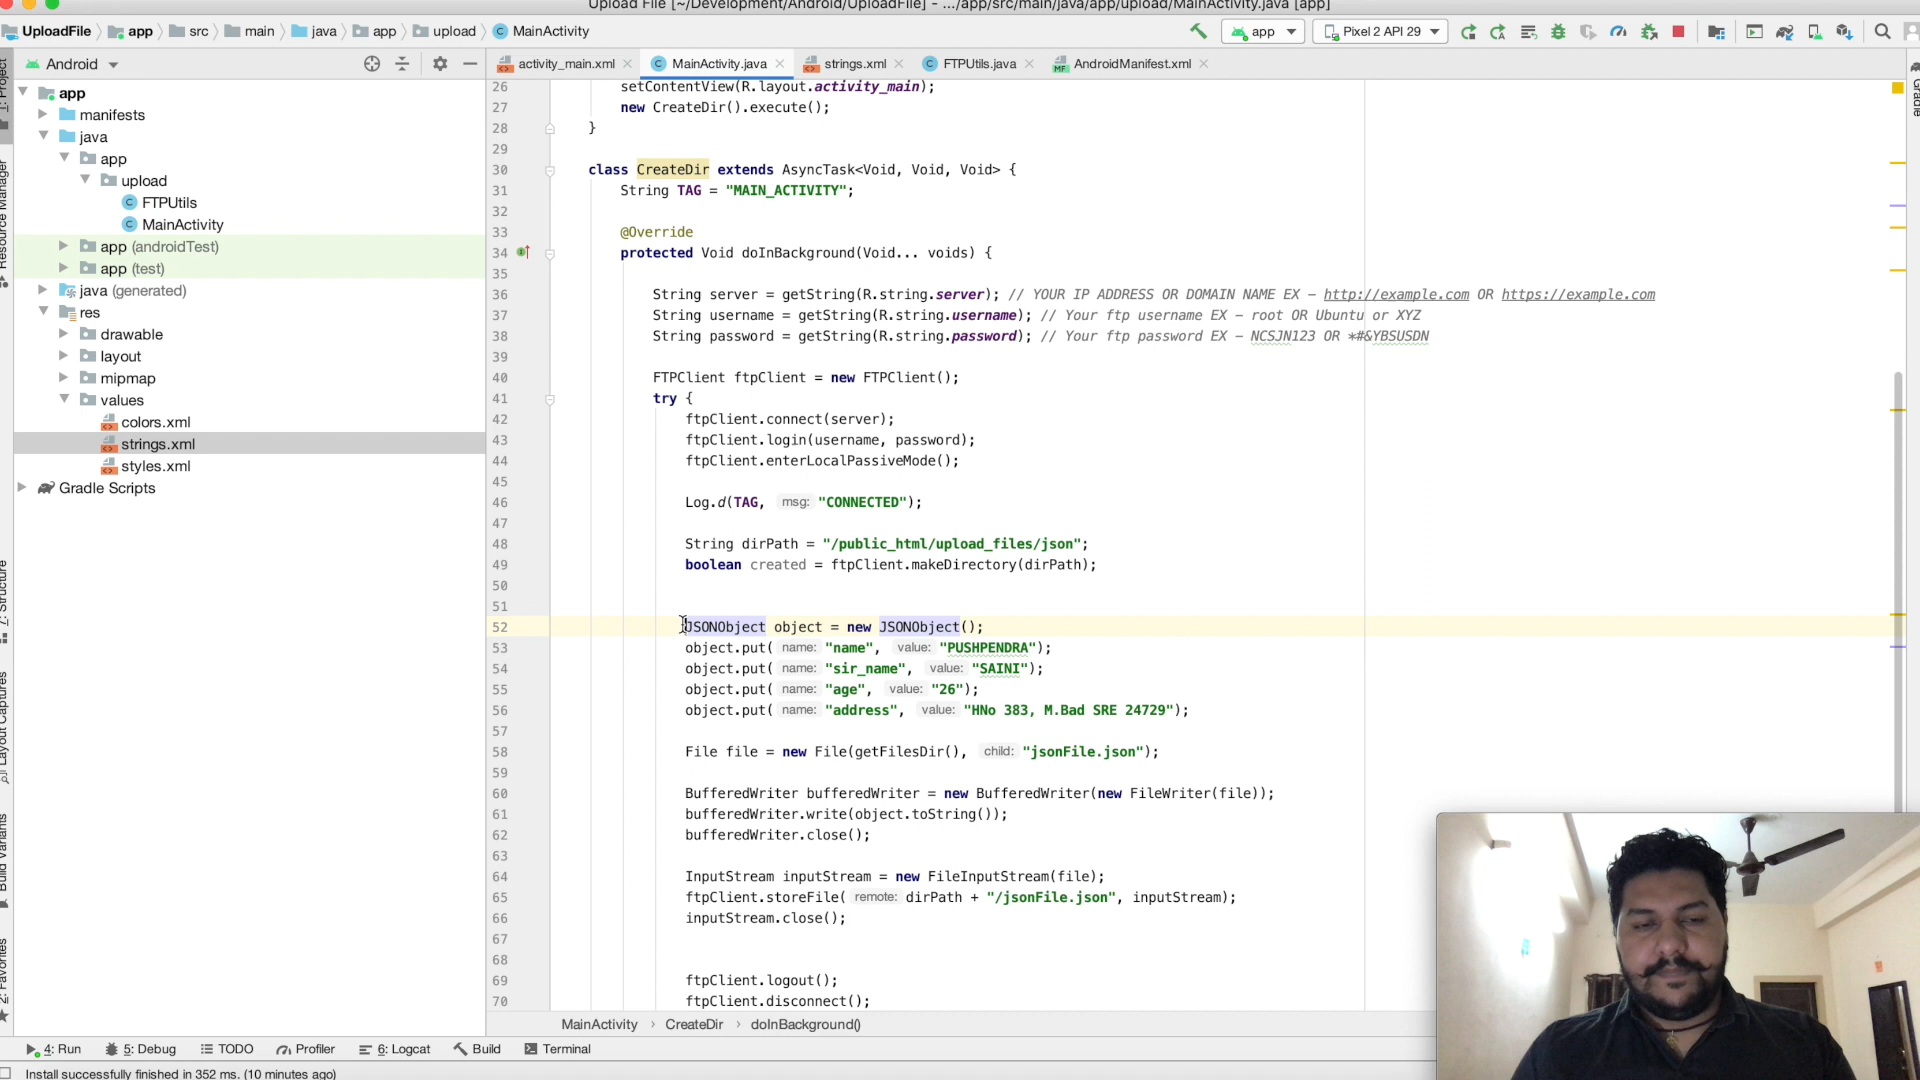 Upload File [~/Development/Android/UploadFile] - .../app/src/main/java/app/upload/MainActivity.java [app]
UploadFile app src main java app upload MainActivity
app Pixel 2 API 29
Android
activity_main.xml MainActivity.java strings.xml FTPUtils.java AndroidManifest.xml
1: Project
Resource Manager
7: Structure
Layout Captures
Build Variants
2: Favorites
Gradle
app
manifests
java
app
upload
FTPUtils
MainActivity
app (androidTest)
app (test)
java (generated)
res
drawable
layout
mipmap
values
colors.xml
strings.xml
styles.xml
Gradle Scripts
26 setContentView(R.layout.activity_main);
27 new CreateDir().execute();
28 }
29
30 class CreateDir extends AsyncTask<Void, Void, Void> {
31 String TAG = "MAIN_ACTIVITY";
32
33 @Override
34 protected Void doInBackground(Void... voids) {
35
36 String server = getString(R.string.server); // YOUR IP ADDRESS OR DOMAIN NAME EX - http://example.com OR https://example.com
37 String username = getString(R.string.username); // Your ftp username EX - root OR Ubuntu or XYZ
38 String password = getString(R.string.password); // Your ftp password EX - NCSJN123 OR *#&YBSUSDN
39
40 FTPClient ftpClient = new FTPClient();
41 try {
42 ftpClient.connect(server);
43 ftpClient.login(username, password);
44 ftpClient.enterLocalPassiveMode();
45
46 Log.d(TAG, msg: "CONNECTED");
47
48 String dirPath = "/public_html/upload_files/json";
49 boolean created = ftpClient.makeDirectory(dirPath);
50
51
52 JSONObject object = new JSONObject();
53 object.put( name: "name", value: "PUSHPENDRA");
54 object.put( name: "sir_name", value: "SAINI");
55 object.put( name: "age", value: "26");
56 object.put( name: "address", value: "HNo 383, M.Bad SRE 24729");
57
58 File file = new File(getFilesDir(), child: "jsonFile.json");
59
60 BufferedWriter bufferedWriter = new BufferedWriter(new FileWriter(file));
61 bufferedWriter.write(object.toString());
62 bufferedWriter.close();
63
64 InputStream inputStream = new FileInputStream(file);
65 ftpClient.storeFile( remote: dirPath + "/jsonFile.json", inputStream);
66 inputStream.close();
67
68
69 ftpClient.logout();
70 ftpClient.disconnect();
MainActivity › CreateDir › doInBackground()
4: Run 5: Debug TODO Profiler 6: Logcat Build Terminal
Install successfully finished in 352 ms. (10 minutes ago)